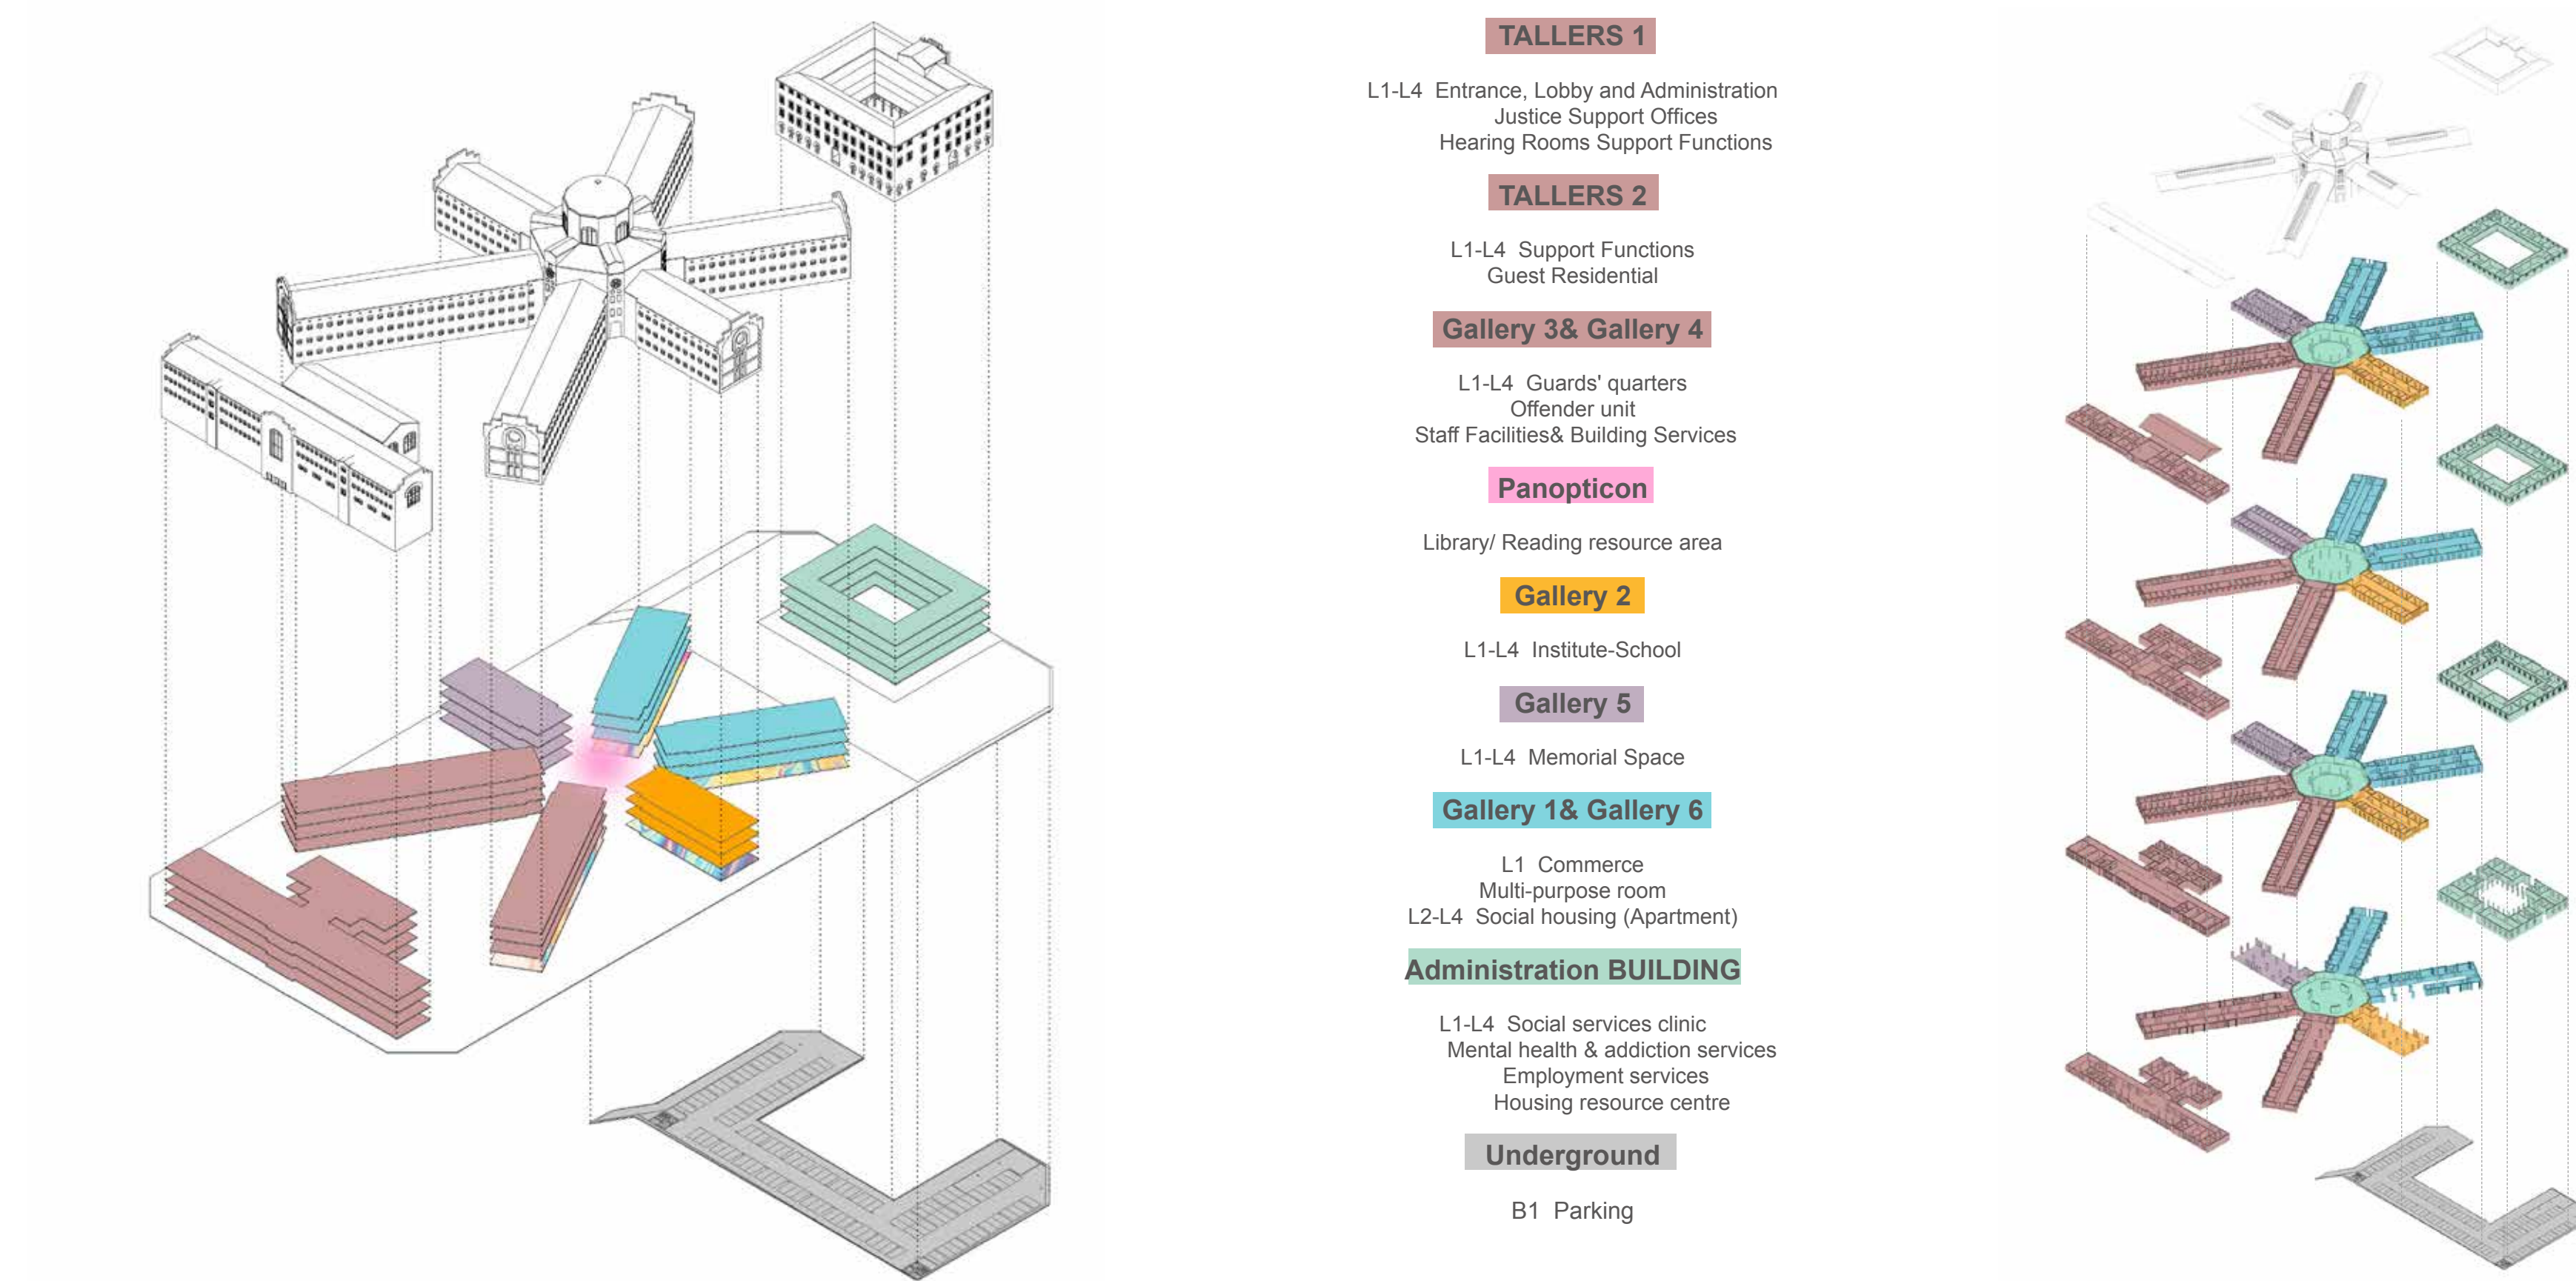 TALLERS 1
L1-L4 Entrance, Lobby and Administration
Justice Support Offices
Hearing Rooms Support Functions
TALLERS 2
L1-L4 Support Functions
Guest Residential
Gallery 3& Gallery 4
L1-L4 Guards' quarters
Offender unit
Staff Facilities& Building Services
Panopticon
Library/ Reading resource area
Gallery 2
L1-L4 Institute-School
Gallery 5
L1-L4 Memorial Space
Gallery 1& Gallery 6
L1 Commerce
Multi-purpose room
L2-L4 Social housing (Apartment)
Administration BUILDING
L1-L4 Social services clinic
Mental health & addiction services
Employment services
Housing resource centre
Underground
B1 Parking